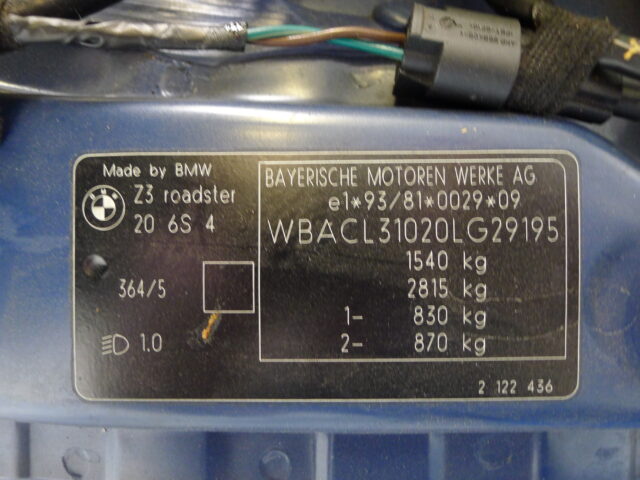 Made by BMW
Z3 roadster
20 6S 4
364/5
1.0
BAYERISCHE MOTOREN WERKE AG
e1*93/81*0029*09
WBACL31020LG29195
1540 kg
2815 kg
1- 830 kg
2- 870 kg
2 122 436